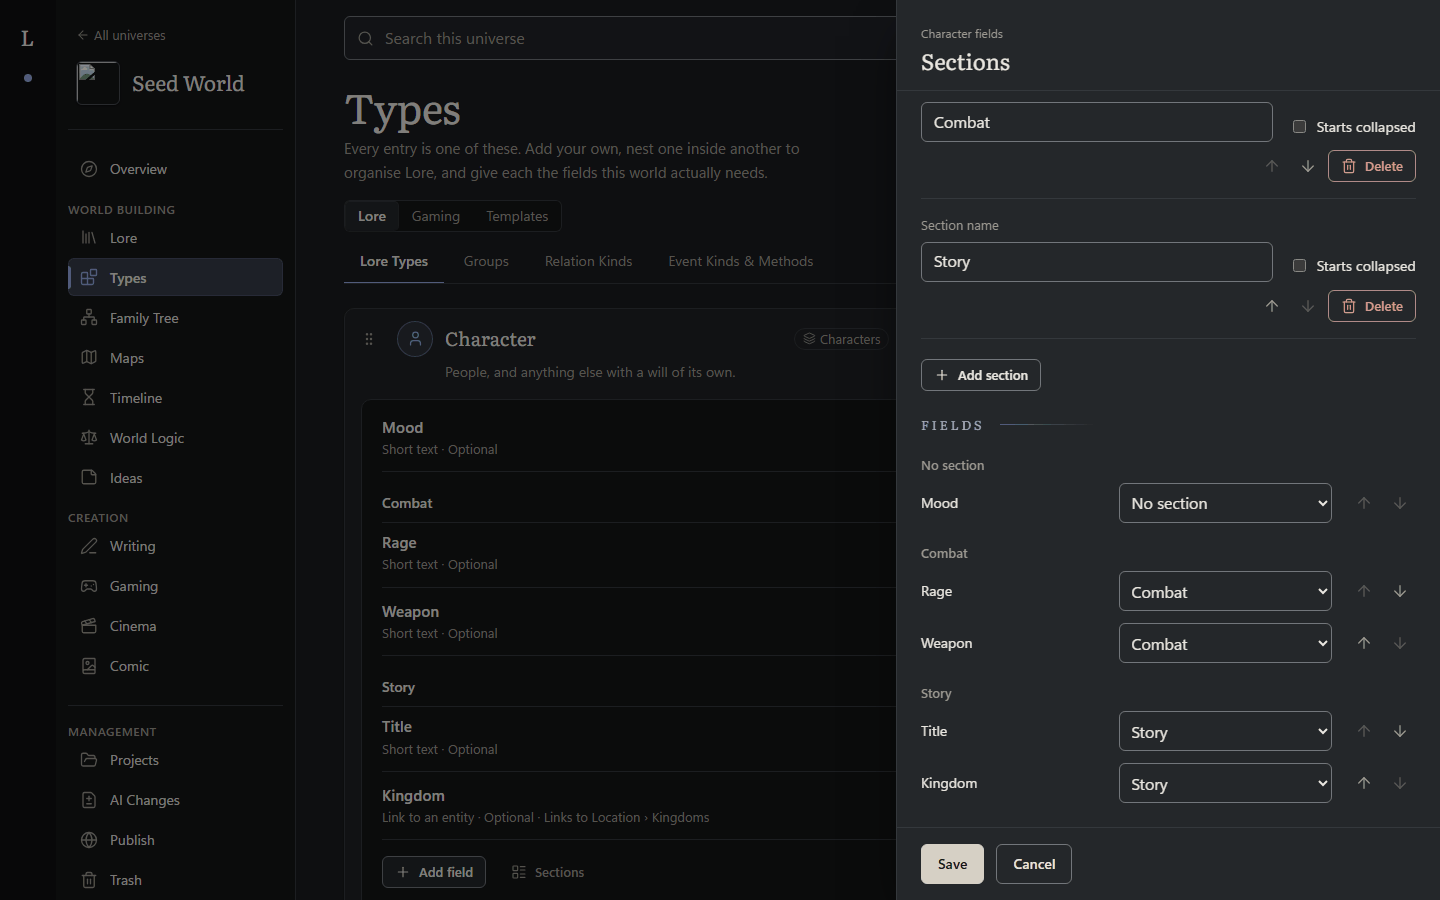 L
All universes
Seed World
Overview
WORLD BUILDING
Lore
Types
Family Tree
Maps
Timeline
World Logic
Ideas
CREATION
Writing
Gaming
Cinema
Comic
MANAGEMENT
Projects
AI Changes
Publish
Trash
Search this universe
Types
Every entry is one of these. Add your own, nest one inside another to
organise Lore, and give each the fields this world actually needs.
Lore Gaming Templates
Lore Types Groups Relation Kinds Event Kinds & Methods
Character
Characters
People, and anything else with a will of its own.
Mood
Short text · Optional
Combat
Rage
Short text · Optional
Weapon
Short text · Optional
Story
Title
Short text · Optional
Kingdom
Link to an entity · Optional · Links to Location › Kingdoms
Add field Sections
Character fields
Sections
Combat
Starts collapsed
Delete
Section name
Story
Starts collapsed
Delete
Add section
FIELDS
No section
Mood No section
Combat
Rage Combat
Weapon Combat
Story
Title Story
Kingdom Story
Save Cancel